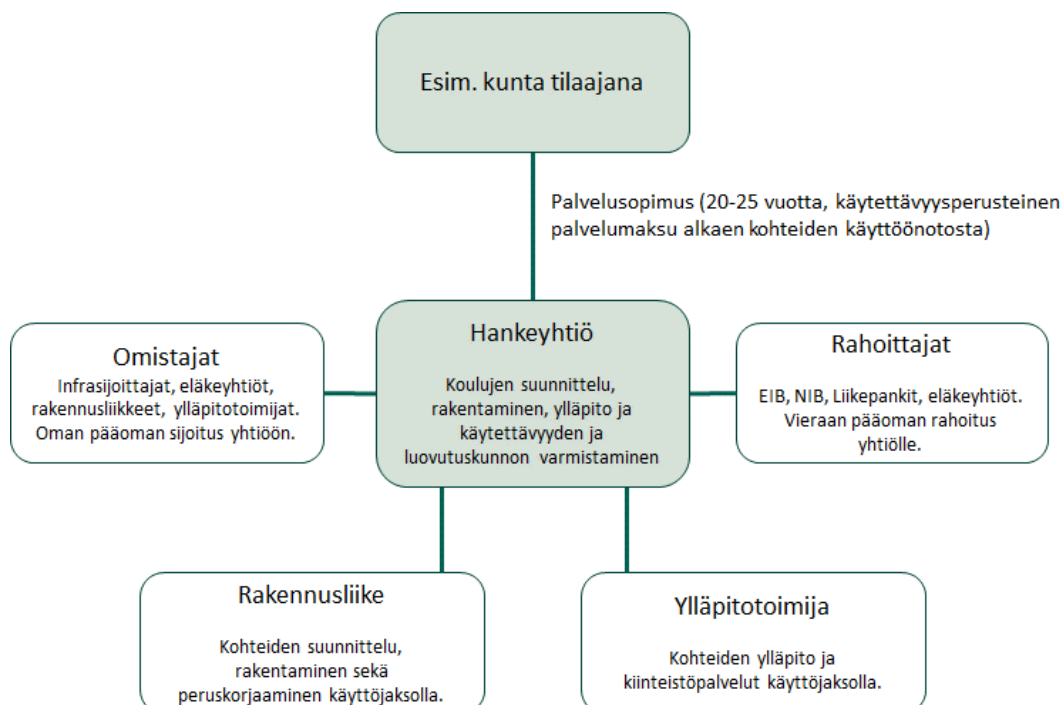 Esim. kunta tilaajana
Palvelusopimus (20-25 vuotta, käytettävyysperusteinen
palvelumaksu alkaen kohteiden käyttöönotosta)
Omistajat
Infrasijoittajat, eläkeyhtiöt,
rakennusliikkeet, ylläpitotoimijat.
Oman pääoman sijoitus yhtiöön.
Hankeyhtiö
Koulujen suunnittelu,
rakentaminen, ylläpito ja
käytettävyyden ja
luovutuskunnon varmistaminen
Rahoittajat
EIB, NIB, Liikepankit, eläkeyhtiöt.
Vieraan pääoman rahoitus
yhtiölle.
Rakennusliike
Kohteiden suunnittelu,
rakentaminen sekä
peruskorjaaminen käyttöjaksolla.
Ylläpitotoimija
Kohteiden ylläpito ja
kiinteistöpalvelut käyttöjaksolla.